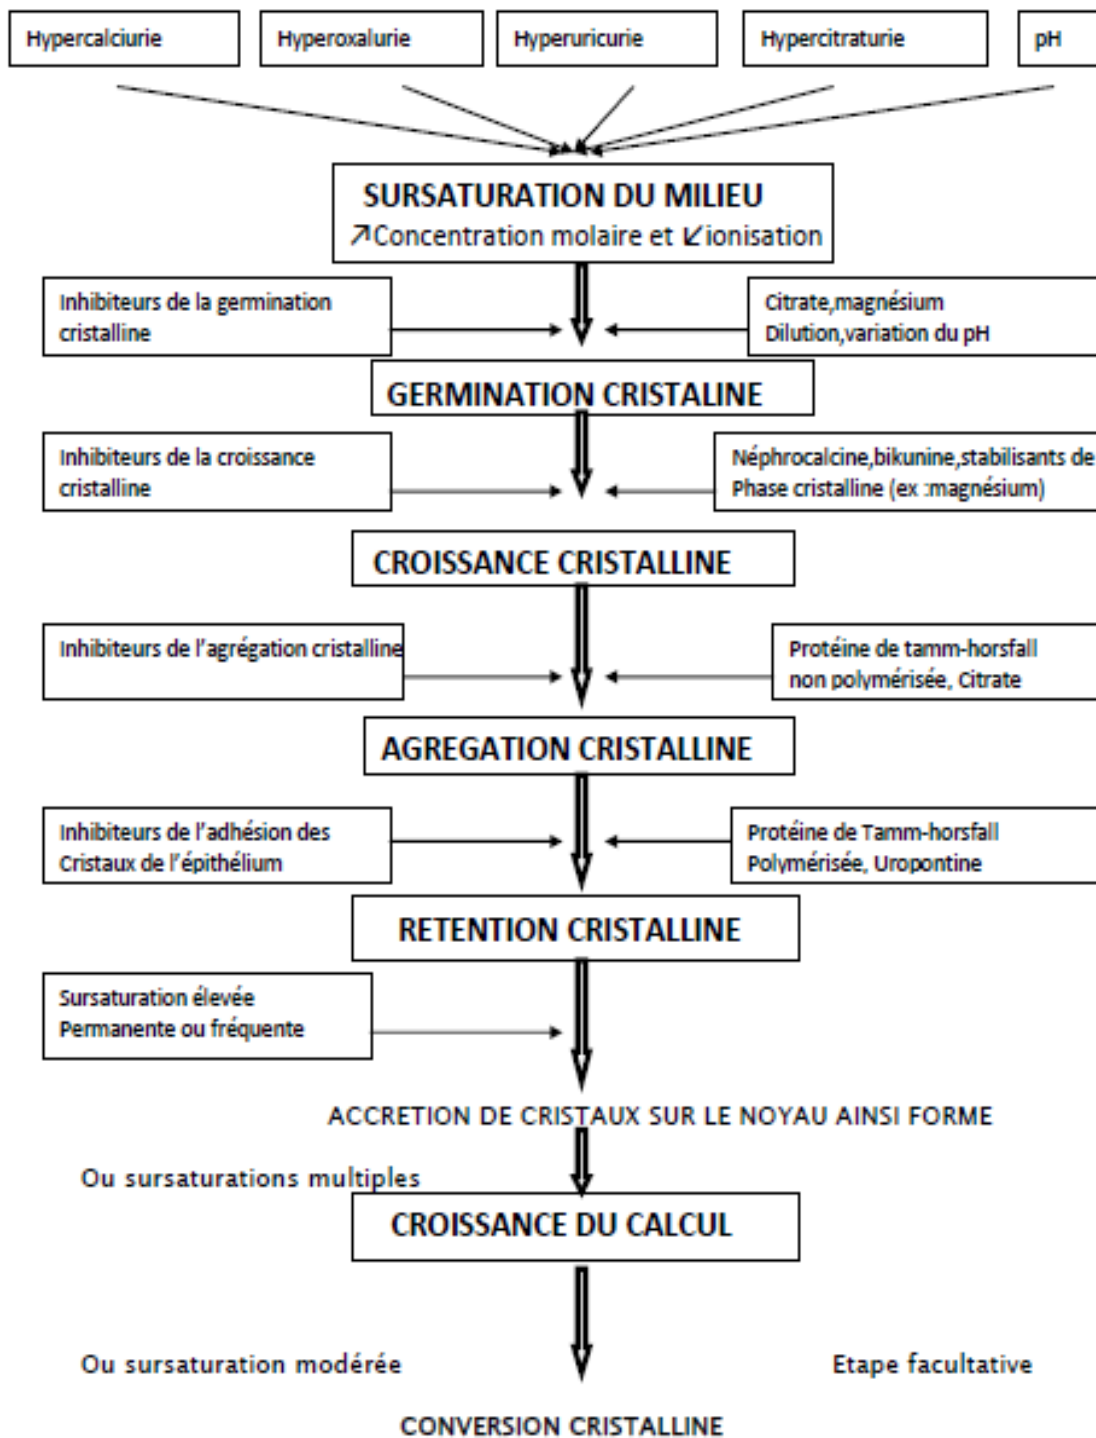 Hypercalciurie
Hyperoxalurie
Hyperuricurie
Hypercitraturie
pH
SURSATURATION DU MILIEU
↗Concentration molaire et ↙ionisation
Inhibiteurs de la germination
cristalline
Citrate,magnésium
Dilution,variation du pH
GERMINATION CRISTALINE
Inhibiteurs de la croissance
cristalline
Néphrocalcine,bikunine,stabilisants de
Phase cristalline (ex :magnésium)
CROISSANCE CRISTALLINE
Inhibiteurs de l'agrégation cristalline
Protéine de tamm-horsfall
non polymérisée, Citrate
AGREGATION CRISTALLINE
Inhibiteurs de l'adhésion des
Cristaux de l'épithélium
Protéine de Tamm-horsfall
Polymérisée, Uropontine
RETENTION CRISTALLINE
Sursaturation élevée
Permanente ou fréquente
ACCRETION DE CRISTAUX SUR LE NOYAU AINSI FORME
Ou sursaturations multiples
CROISSANCE DU CALCUL
Ou sursaturation modérée
Etape facultative
CONVERSION CRISTALLINE